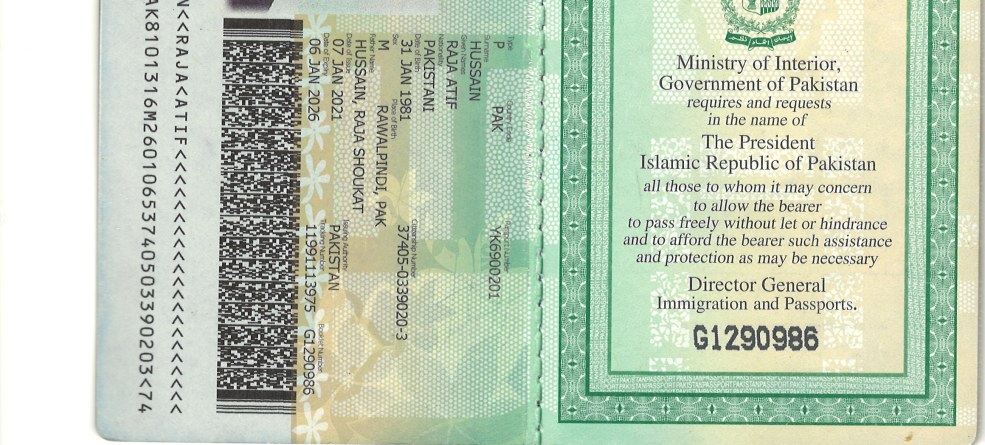 Type
Country Code
Passport Number
P
PAK
YK6900201
Surname
HUSSAIN
Given Names
RAJA ATIF
Nationality
PAKISTANI
Date of Birth
Citizenship Number
31 JAN 1981
37405-0339020-3
Sex
Place of Birth
M
RAWALPINDI, PAK
Father Name
HUSSAIN, RAJA SHOUKAT
Date of Issue
Issuing Authority
07 JAN 2021
PAKISTAN
Date of Expiry
Tracking Number
Booklet Number
06 JAN 2026
11991113975
G1290986
N<<RAJA<ATIF<<<<<<<<<<<<<<<<<<
AK8101316M26010653740503390203<74
Ministry of Interior,
Government of Pakistan
requires and requests
in the name of
The President
Islamic Republic of Pakistan
all those to whom it may concern
to allow the bearer
to pass freely without let or hindrance
and to afford the bearer such assistance
and protection as may be necessary
Director General
Immigration and Passports.
G1290986